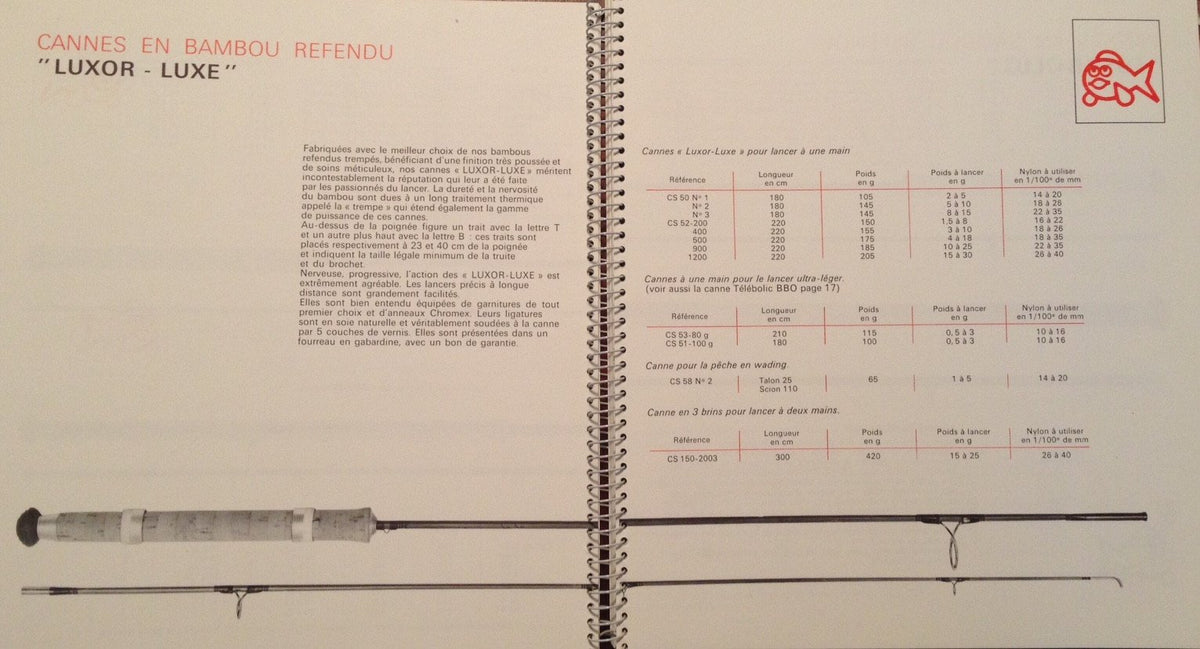 CANNES EN BAMBOU REFENDU
"LUXOR - LUXE"
Fabriquées avec le meilleur choix de nos bambous
refendus trempés, bénéficiant d'une finition très poussée et
de soins méticuleux, nos cannes « LUXOR-LUXE » méritent
incontestablement la réputation qui leur a été faite
par les passionnés du lancer. La dureté et la nervosité
du bambou sont dues à un long traitement thermique
appelé la « trempe » qui étend également la gamme
de puissance de ces cannes.
Au-dessus de la poignée figure un trait avec la lettre T
et un autre plus haut avec la lettre B : ces traits sont
placés respectivement à 23 et 40 cm de la poignée
et indiquent la taille légale minimum de la truite
et du brochet.
Nerveuse, progressive, l'action des « LUXOR-LUXE » est
extrêmement agréable. Les lancers précis à longue
distance sont grandement facilités.
Elles sont bien entendu équipées de garnitures de tout
premier choix et d'anneaux Chromex. Leurs ligatures
sont en soie naturelle et véritablement soudées à la canne
par 5 couches de vernis. Elles sont présentées dans un
fourreau en gabardine, avec un bon de garantie.
Cannes « Luxor-Luxe » pour lancer à une main
Référence Longueur en cm Poids en g Poids à lancer en g Nylon à utiliser en 1/100e de mm
CS 50 N° 1 180 105 2 à 5 14 à 20
N° 2 180 145 5 à 10 18 à 26
N° 3 180 145 8 à 15 22 à 35
CS 52-200 220 150 1,5 à 8 16 à 22
400 220 155 3 à 10 18 à 26
500 220 175 4 à 18 18 à 35
900 220 185 10 à 25 22 à 35
1200 220 205 15 à 30 26 à 40
Cannes à une main pour le lancer ultra-léger.
(voir aussi la canne Télébolic BBO page 17)
Référence Longueur en cm Poids en g Poids à lancer en g Nylon à utiliser en 1/100e de mm
CS 53-80 g 210 115 0,5 à 3 10 à 16
CS 51-100 g 180 100 0,5 à 3 10 à 16
Canne pour la pêche en wading
CS 58 N° 2 Talon 25 65 1 à 5 14 à 20
Scion 110
Canne en 3 brins pour lancer à deux mains.
Référence Longueur en cm Poids en g Poids à lancer en g Nylon à utiliser en 1/100e de mm
CS 150-2003 300 420 15 à 25 26 à 40